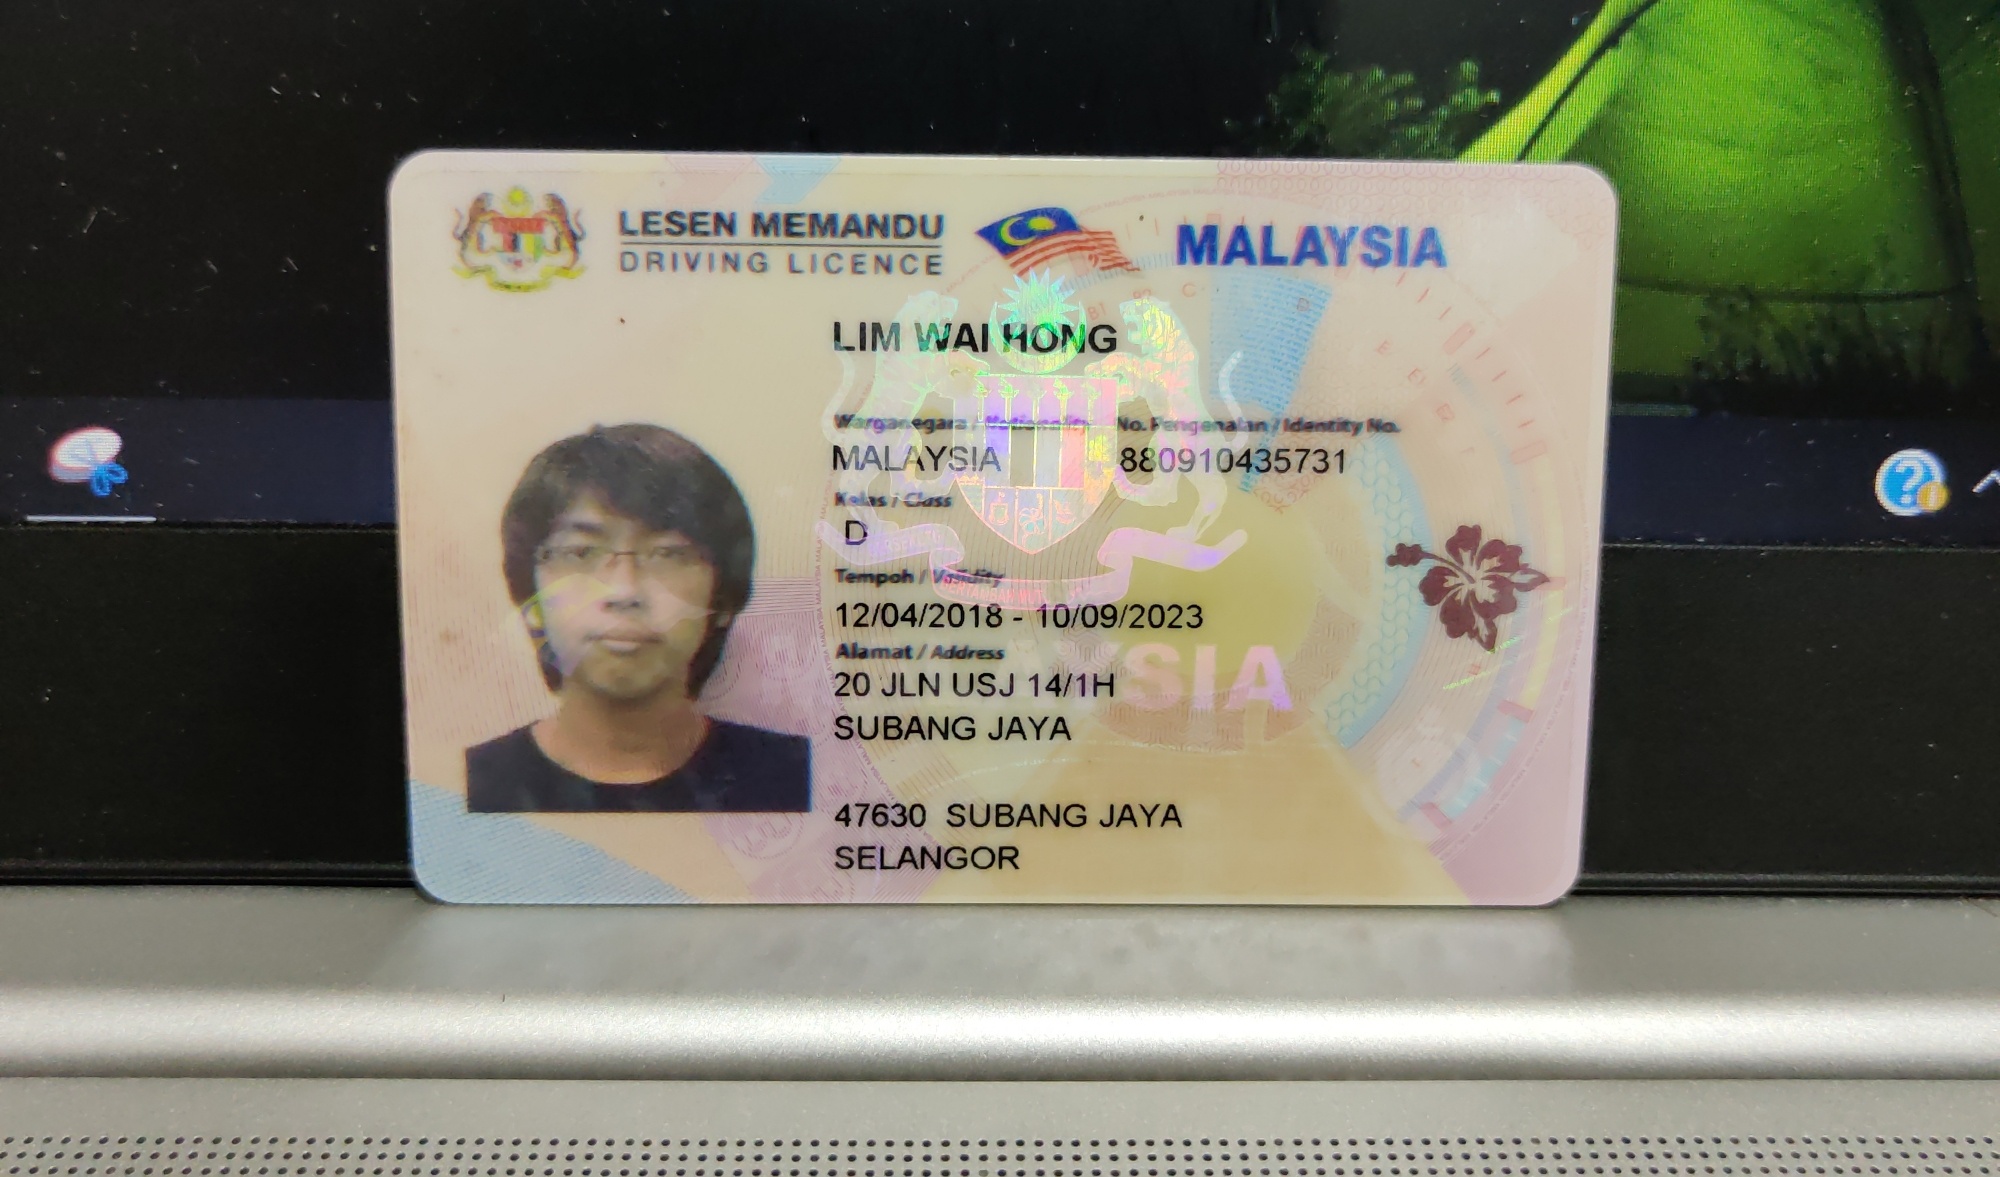 LESEN MEMANDU
DRIVING LICENCE
MALAYSIA
LIM WAI HONG
Warganegara / Nationality No. Pengenalan / Identity No.
MALAYSIA 880910435731
Kelas / Class
D
Tempoh / Validity
12/04/2018 - 10/09/2023
Alamat / Address
20 JLN USJ 14/1H
SUBANG JAYA
47630 SUBANG JAYA
SELANGOR